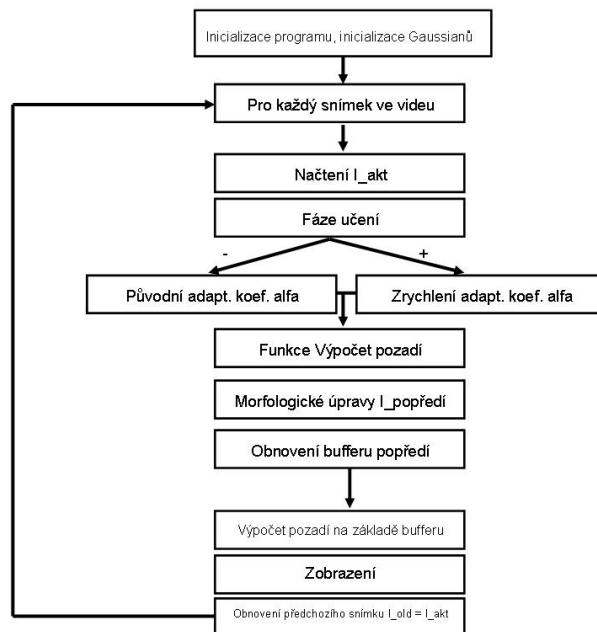 Inicializace programu, inicializace Gaussianů
Pro každý snímek ve videu
Načtení I_akt
Fáze učení
- +
Původní adapt. koef. alfa Zrychlení adapt. koef. alfa
Funkce Výpočet pozadí
Morfologické úpravy I_popředí
Obnovení bufferu popředí
Výpočet pozadí na základě bufferu
Zobrazení
Obnovení předchozího snímku I_old = I_akt